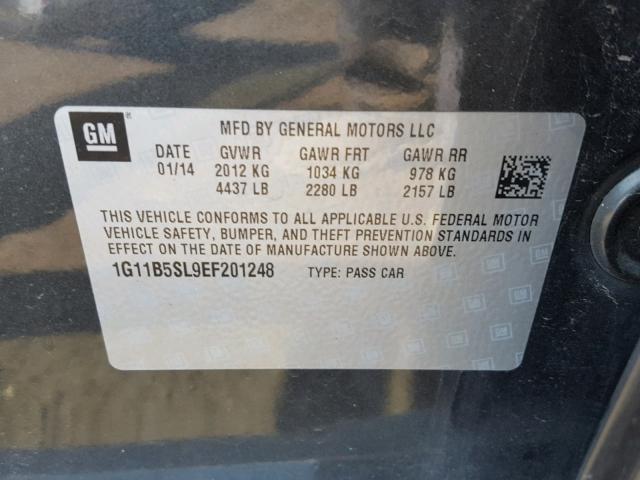 GM
MFD BY GENERAL MOTORS LLC
DATE GVWR GAWR FRT GAWR RR
01/14 2012 KG 1034 KG 978 KG
4437 LB 2280 LB 2157 LB
THIS VEHICLE CONFORMS TO ALL APPLICABLE U.S. FEDERAL MOTOR
VEHICLE SAFETY, BUMPER, AND THEFT PREVENTION STANDARDS IN
EFFECT ON THE DATE OF MANUFACTURE SHOWN ABOVE.
1G11B5SL9EF201248 TYPE: PASS CAR